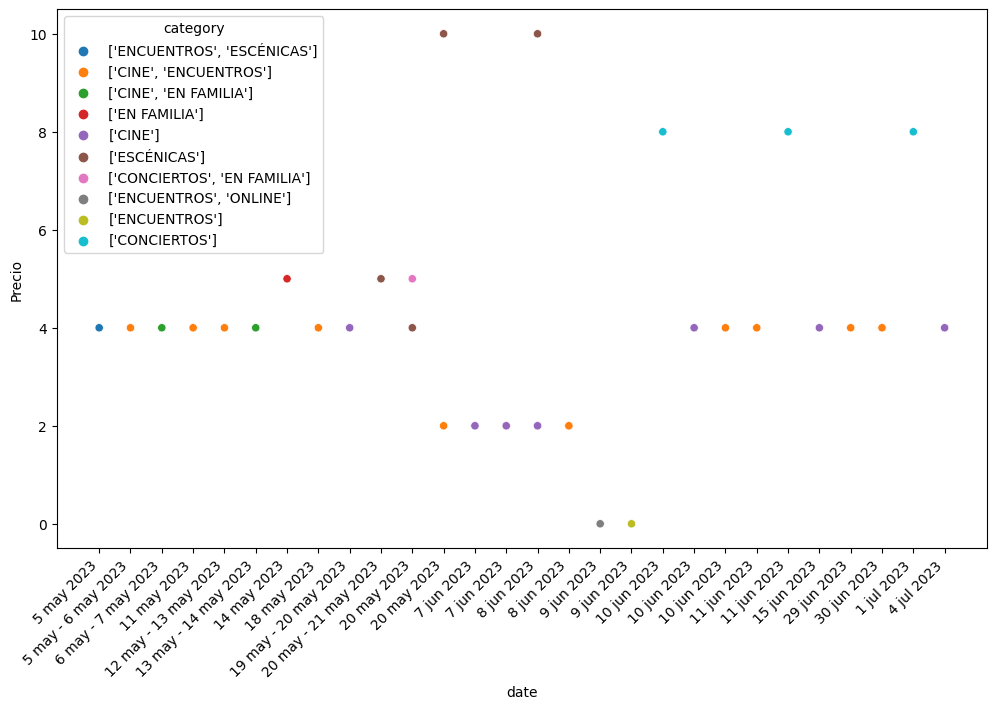 category
['ENCUENTROS', 'ESCÉNICAS']
['CINE', 'ENCUENTROS']
['CINE', 'EN FAMILIA']
['EN FAMILIA']
['CINE']
['ESCÉNICAS']
['CONCIERTOS', 'EN FAMILIA']
['ENCUENTROS', 'ONLINE']
['ENCUENTROS']
['CONCIERTOS']
10
8
6
4
2
0
Precio
5 may 2023
5 may - 6 may 2023
6 may - 7 may 2023
11 may 2023
12 may - 13 may 2023
13 may - 14 may 2023
14 may 2023
18 may 2023
19 may - 20 may 2023
20 may - 21 may 2023
20 may 2023
20 may 2023
7 jun 2023
7 jun 2023
8 jun 2023
8 jun 2023
9 jun 2023
9 jun 2023
10 jun 2023
10 jun 2023
10 jun 2023
11 jun 2023
11 jun 2023
15 jun 2023
29 jun 2023
30 jun 2023
1 jul 2023
4 jul 2023
date